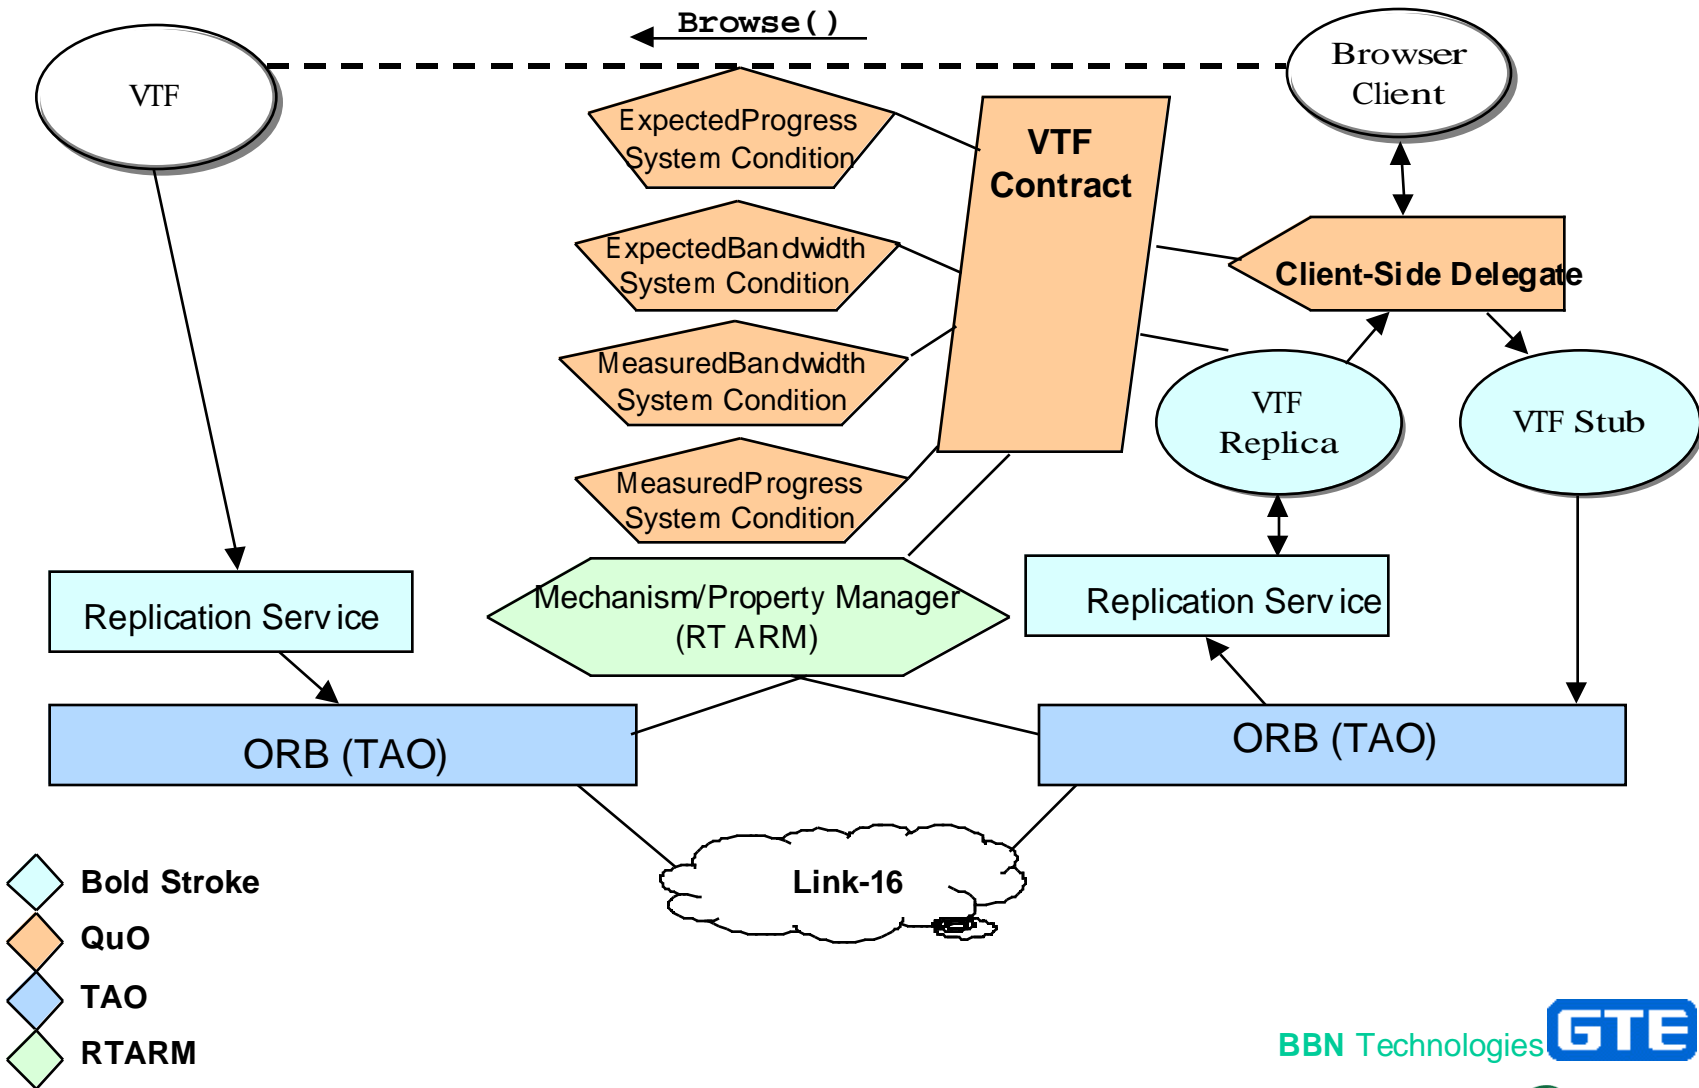 Browse()
VTF
Browser
Client
ExpectedProgress
System Condition
VTF
Contract
ExpectedBandwidth
System Condition
Client-Side Delegate
MeasuredBandwidth
System Condition
VTF
Replica
VTF Stub
MeasuredProgress
System Condition
Replication Service
Mechanism/Property Manager
(RT ARM)
Replication Service
ORB (TAO)
ORB (TAO)
Link-16
Bold Stroke
QuO
TAO
RTARM
BBN Technologies
GTE